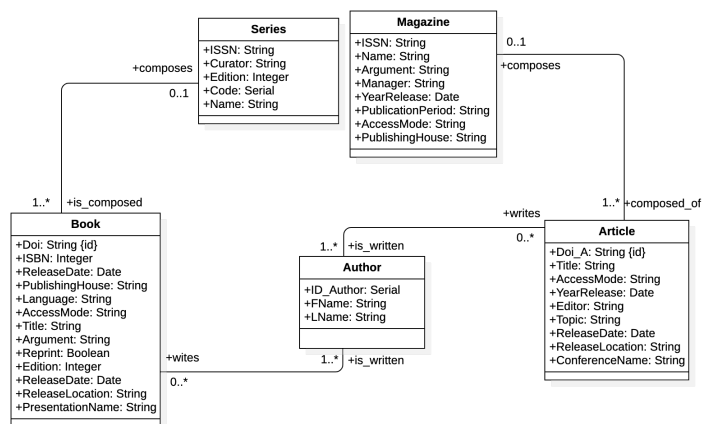 Series
+ISSN: String
+Curator: String
+Edition: Integer
+Code: Serial
+Name: String
Magazine
+ISSN: String
+Name: String
+Argument: String
+Manager: String
+YearRelease: Date
+PublicationPeriod: String
+AccessMode: String
+PublishingHouse: String
+composes
0..1
0..1
+composes
1..*
+is_composed
1..*
+composed_of
Book
+Doi: String {id}
+ISBN: Integer
+ReleaseDate: Date
+PublishingHouse: String
+Language: String
+AccessMode: String
+Title: String
+Argument: String
+Reprint: Boolean
+Edition: Integer
+ReleaseDate: Date
+ReleaseLocation: String
+PresentationName: String
+writes
0..*
1..*
+is_written
Author
+ID_Author: Serial
+FName: String
+LName: String
1..*
+is_written
+wites
0..*
Article
+Doi_A: String {id}
+Title: String
+AccessMode: String
+YearRelease: Date
+Editor: String
+Topic: String
+ReleaseDate: Date
+ReleaseLocation: String
+ConferenceName: String